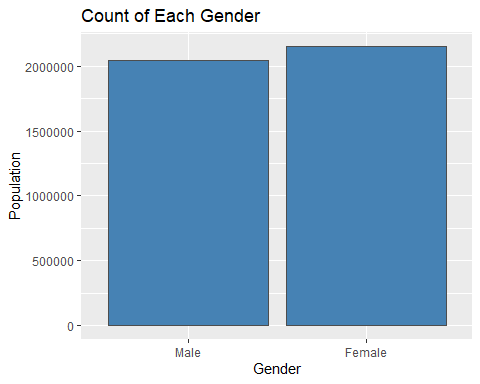 Count of Each Gender
2000000
1500000
1000000
500000
0
Population
Male Female
Gender